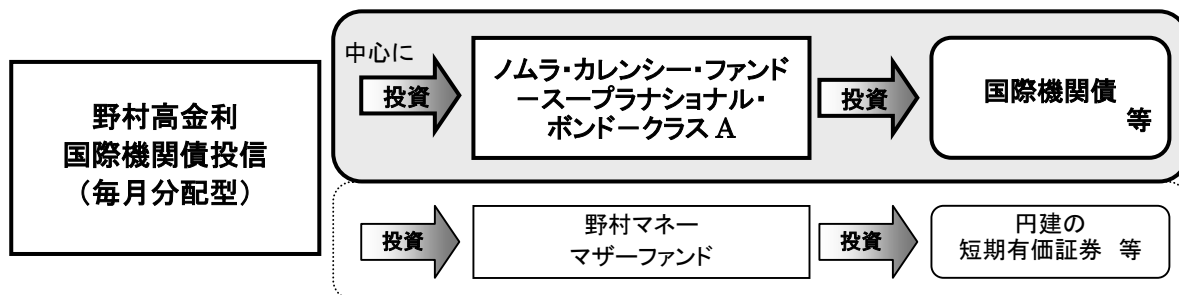 野村高金利
国際機関債投信
（毎月分配型）
中心に
投資
ノムラ・カレンシー・ファンド
－スープラナショナル・
ボンド－クラス A
投資
国際機関債
等
投資
野村マネー
マザーファンド
投資
円建の
短期有価証券　等